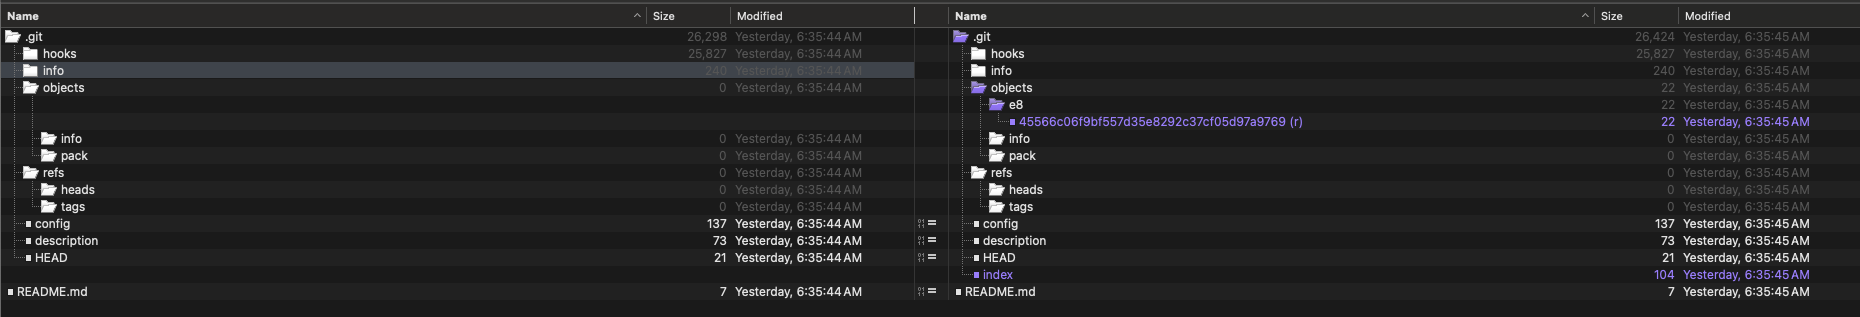 Name Size Modified Name Size Modified
.git 26,298 Yesterday, 6:35:44 AM .git 26,424 Yesterday, 6:35:45 AM
hooks 25,827 Yesterday, 6:35:44 AM hooks 25,827 Yesterday, 6:35:45 AM
info 240 Yesterday, 6:35:44 AM info 240 Yesterday, 6:35:45 AM
objects 0 Yesterday, 6:35:44 AM objects 22 Yesterday, 6:35:45 AM
e8 22 Yesterday, 6:35:45 AM
45566c06f9bf557d35e8292c37cf05d97a9769 (r) 22 Yesterday, 6:35:45 AM
info 0 Yesterday, 6:35:44 AM info 0 Yesterday, 6:35:45 AM
pack 0 Yesterday, 6:35:44 AM pack 0 Yesterday, 6:35:45 AM
refs 0 Yesterday, 6:35:44 AM refs 0 Yesterday, 6:35:45 AM
heads 0 Yesterday, 6:35:44 AM heads 0 Yesterday, 6:35:45 AM
tags 0 Yesterday, 6:35:44 AM tags 0 Yesterday, 6:35:45 AM
config 137 Yesterday, 6:35:44 AM = config 137 Yesterday, 6:35:45 AM
description 73 Yesterday, 6:35:44 AM = description 73 Yesterday, 6:35:45 AM
HEAD 21 Yesterday, 6:35:44 AM = HEAD 21 Yesterday, 6:35:45 AM
index 104 Yesterday, 6:35:45 AM
README.md 7 Yesterday, 6:35:44 AM = README.md 7 Yesterday, 6:35:45 AM